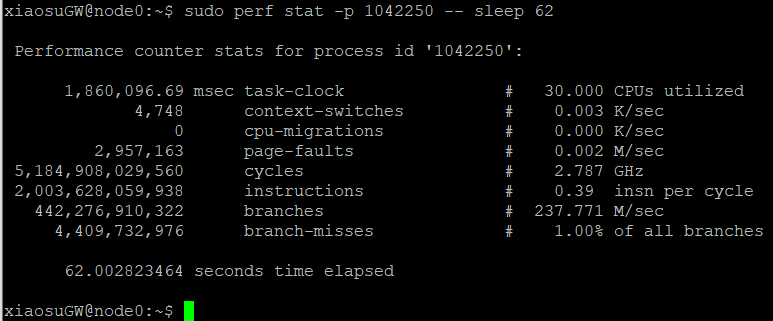 xiaosuGW@node0:~$ sudo perf stat -p 1042250 -- sleep 62
Performance counter stats for process id '1042250':
1,860,096.69 msec task-clock # 30.000 CPUs utilized
4,748 context-switches # 0.003 K/sec
0 cpu-migrations # 0.000 K/sec
2,957,163 page-faults # 0.002 M/sec
5,184,908,029,560 cycles # 2.787 GHz
2,003,628,059,938 instructions # 0.39 insn per cycle
442,276,910,322 branches # 237.771 M/sec
4,409,732,976 branch-misses # 1.00% of all branches
62.002823464 seconds time elapsed
xiaosuGW@node0:~$